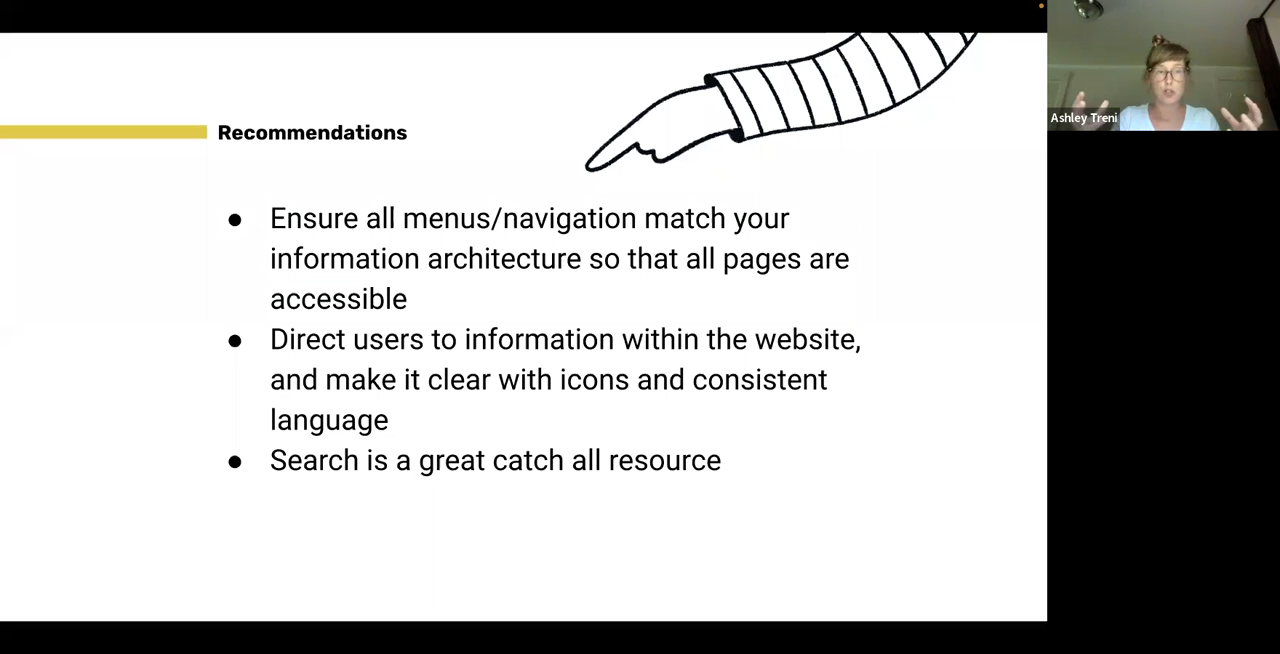 Recommendations
● Ensure all menus/navigation match your
information architecture so that all pages are
accessible
● Direct users to information within the website,
and make it clear with icons and consistent
language
● Search is a great catch all resource
Ashley Treni